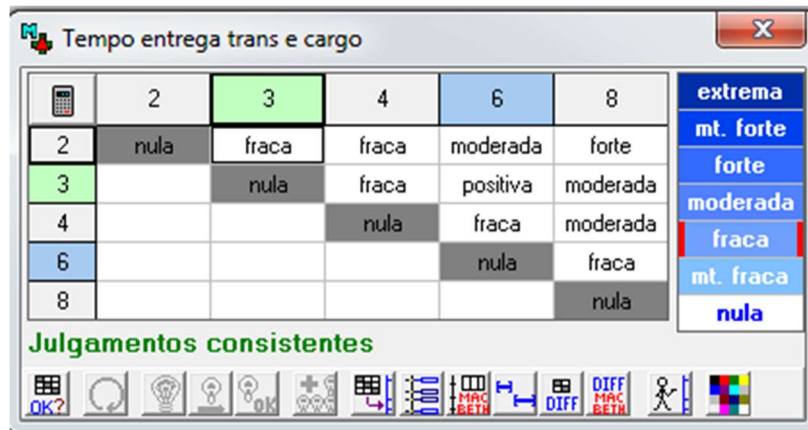 Tempo entrega trans e cargo
2 3 4 6 8
2 nula fraca fraca moderada forte
3 nula fraca positiva moderada
4 nula fraca moderada
6 nula fraca
8 nula
extrema
mt. forte
forte
moderada
fraca
mt. fraca
nula
Julgamentos consistentes
OK? OK MAC BETH DIFF DIFF MAC BETH